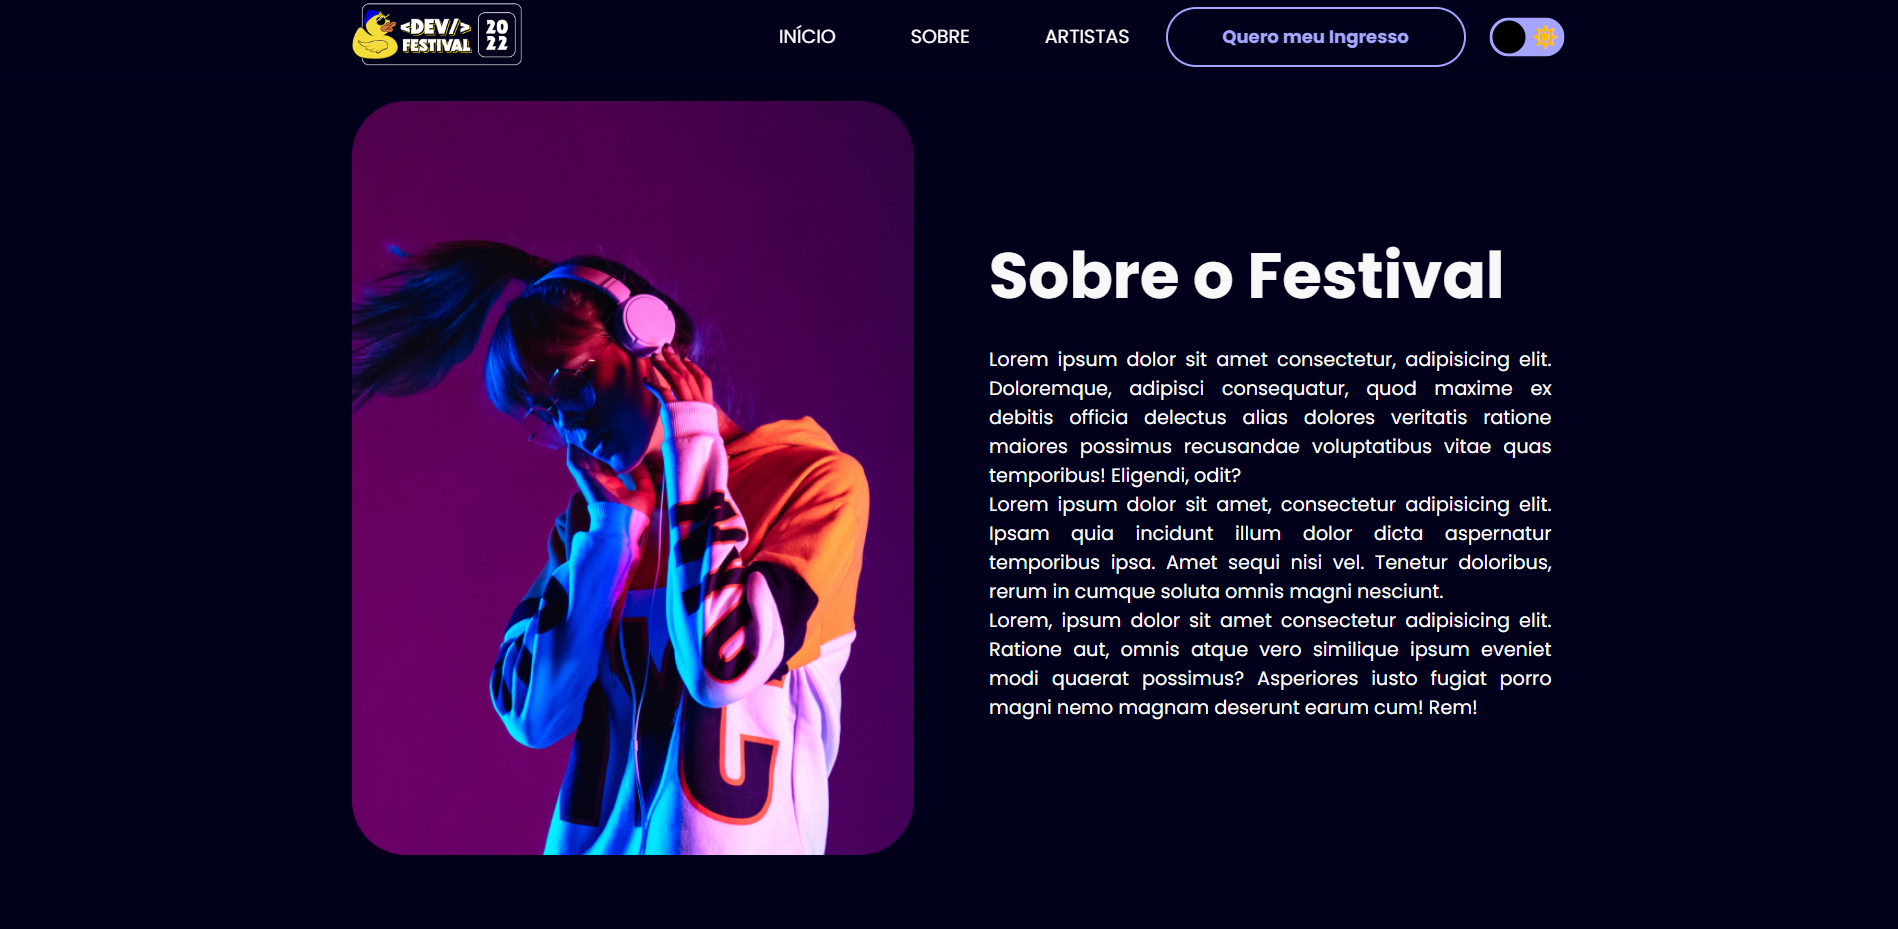 <DEV/>
FESTIVAL
20
22
INÍCIO
SOBRE
ARTISTAS
Quero meu Ingresso
Sobre o Festival
Lorem ipsum dolor sit amet consectetur, adipisicing elit.
Doloremque, adipisci consequatur, quod maxime ex
debitis officia delectus alias dolores veritatis ratione
maiores possimus recusandae voluptatibus vitae quas
temporibus! Eligendi, odit?
Lorem ipsum dolor sit amet, consectetur adipisicing elit.
Ipsam quia incidunt illum dolor dicta aspernatur
temporibus ipsa. Amet sequi nisi vel. Tenetur doloribus,
rerum in cumque soluta omnis magni nesciunt.
Lorem, ipsum dolor sit amet consectetur adipisicing elit.
Ratione aut, omnis atque vero similique ipsum eveniet
modi quaerat possimus? Asperiores iusto fugiat porro
magni nemo magnam deserunt earum cum! Rem!